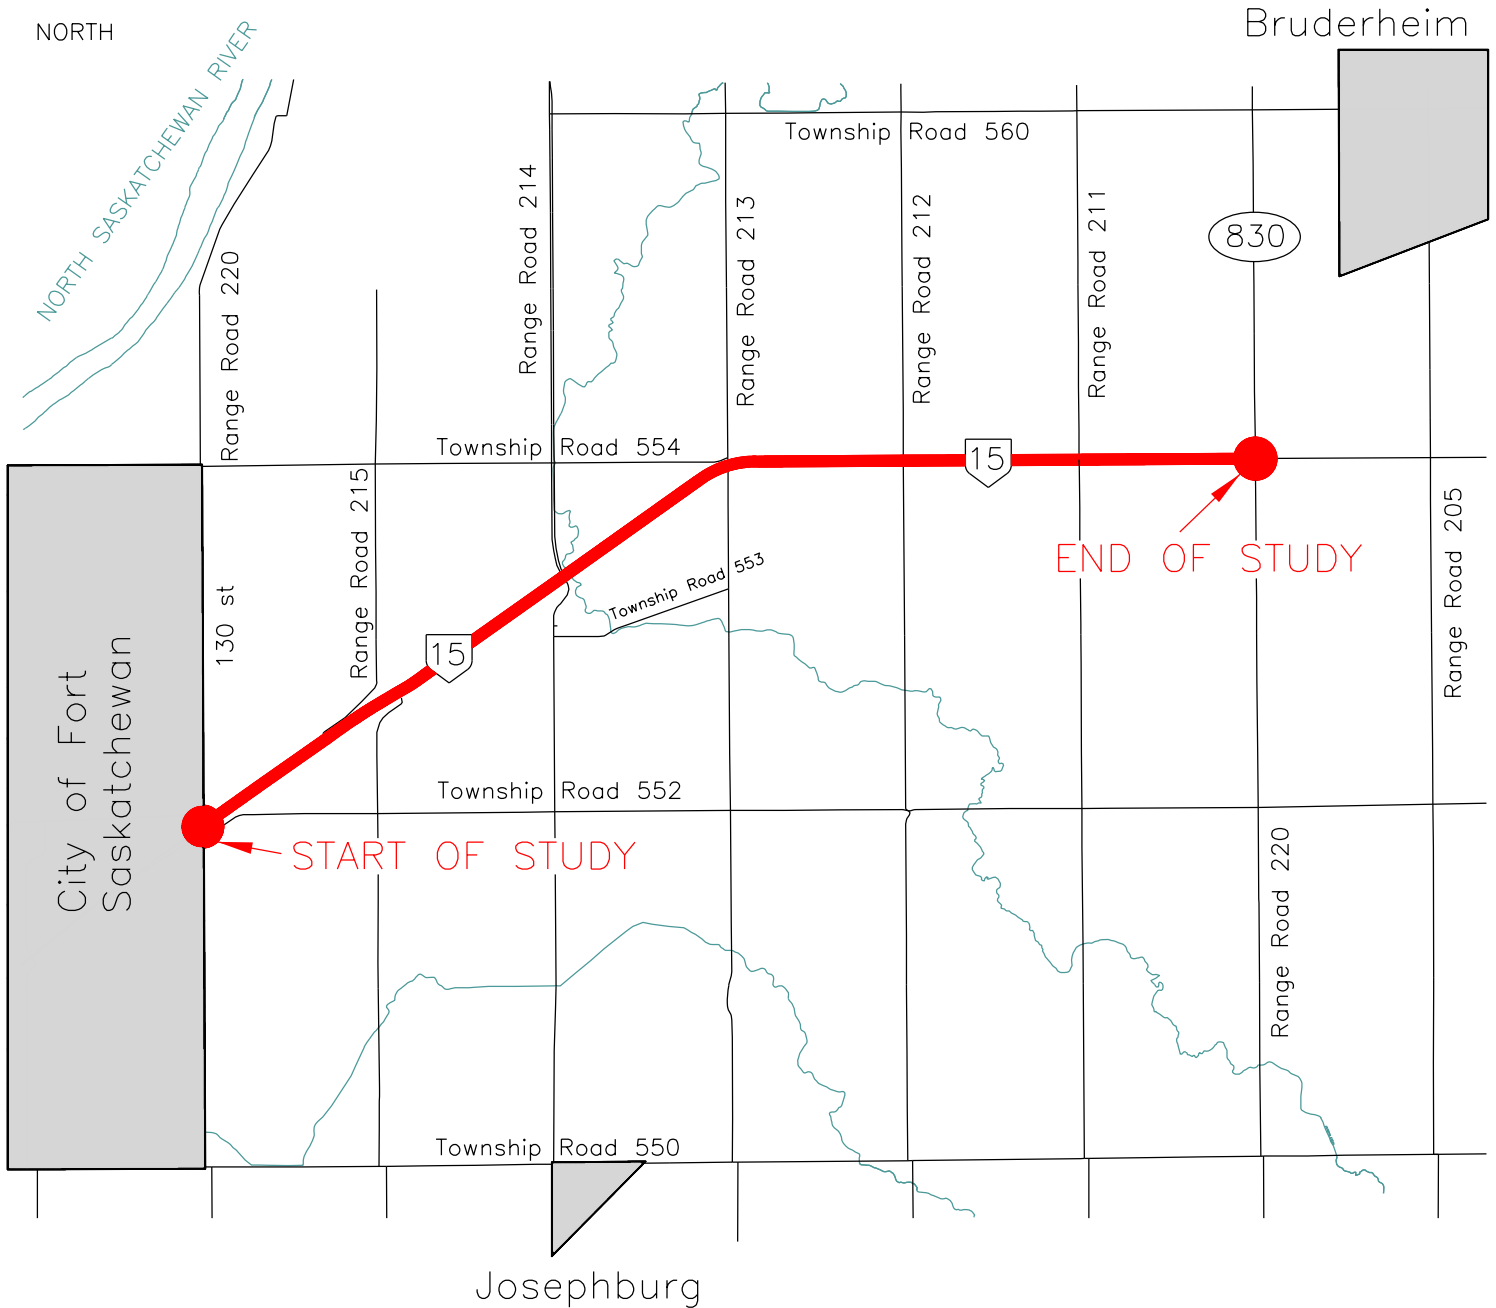 Bruderheim
NORTH
NORTH SASKATCHEWAN RIVER
Township Road 560
Range Road 220
Range Road 214
Range Road 213
Range Road 212
Range Road 211
830
Township Road 554
15
Range Road 215
130 st
15
Township Road 553
END OF STUDY
Range Road 205
City of Fort
Saskatchewan
Township Road 552
START OF STUDY
Range Road 220
Township Road 550
Josephburg